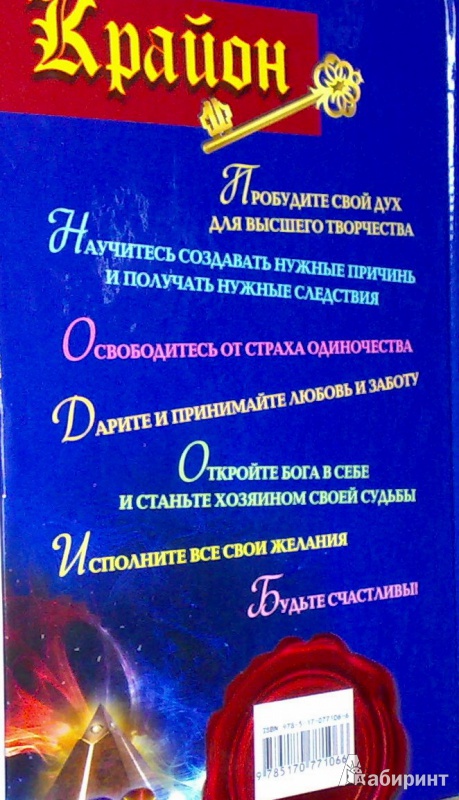 Крайон
Пробудите свой дух
для высшего творчества
Научитесь создавать нужные причины
и получать нужные следствия
Освободитесь от страха одиночества
Дарите и принимайте любовь и заботу
Откройте Бога в себе
и станьте хозяином своей судьбы
Исполните все свои желания
Будьте счастливы!
9785170771066
Лабиринт